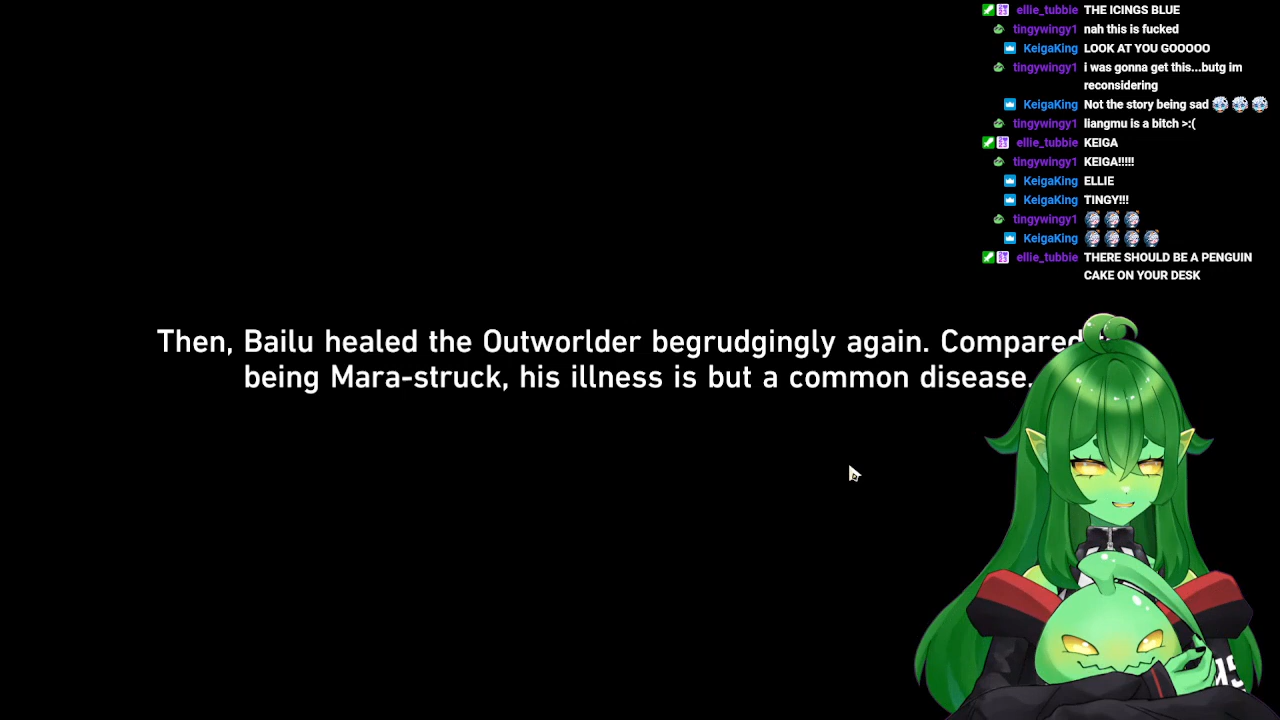 ellie_tubbie THE ICINGS BLUE
tingywingy1 nah this is fucked
KeigaKing LOOK AT YOU GOOOOO
tingywingy1 i was gonna get this...butg im
reconsidering
KeigaKing Not the story being sad
tingywingy1 liangmu is a bitch >:(
ellie_tubbie KEIGA
tingywingy1 KEIGA!!!!!
KeigaKing ELLIE
KeigaKing TINGY!!!
tingywingy1
KeigaKing
ellie_tubbie THERE SHOULD BE A PENGUIN
CAKE ON YOUR DESK
Then, Bailu healed the Outworlder begrudgingly again. Compared
being Mara-struck, his illness is but a common disease.